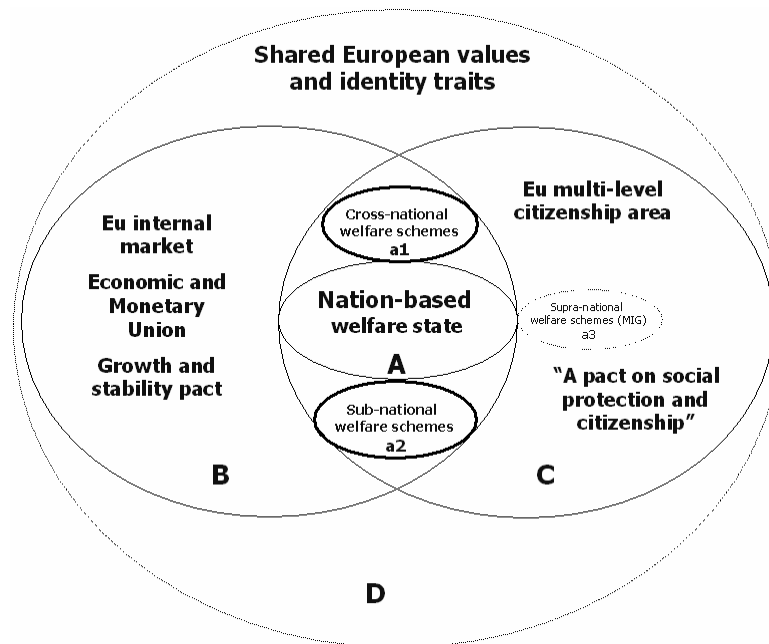 Shared European values
and identity traits
Eu internal
market
Economic and
Monetary
Union
Growth and
stability pact
B
Cross-national
welfare schemes
a1
Nation-based
welfare state
A
Sub-national
welfare schemes
a2
Eu multi-level
citizenship area
Supra-national
welfare schemes (MIG)
a3
“A pact on social
protection and
citizenship”
C
D